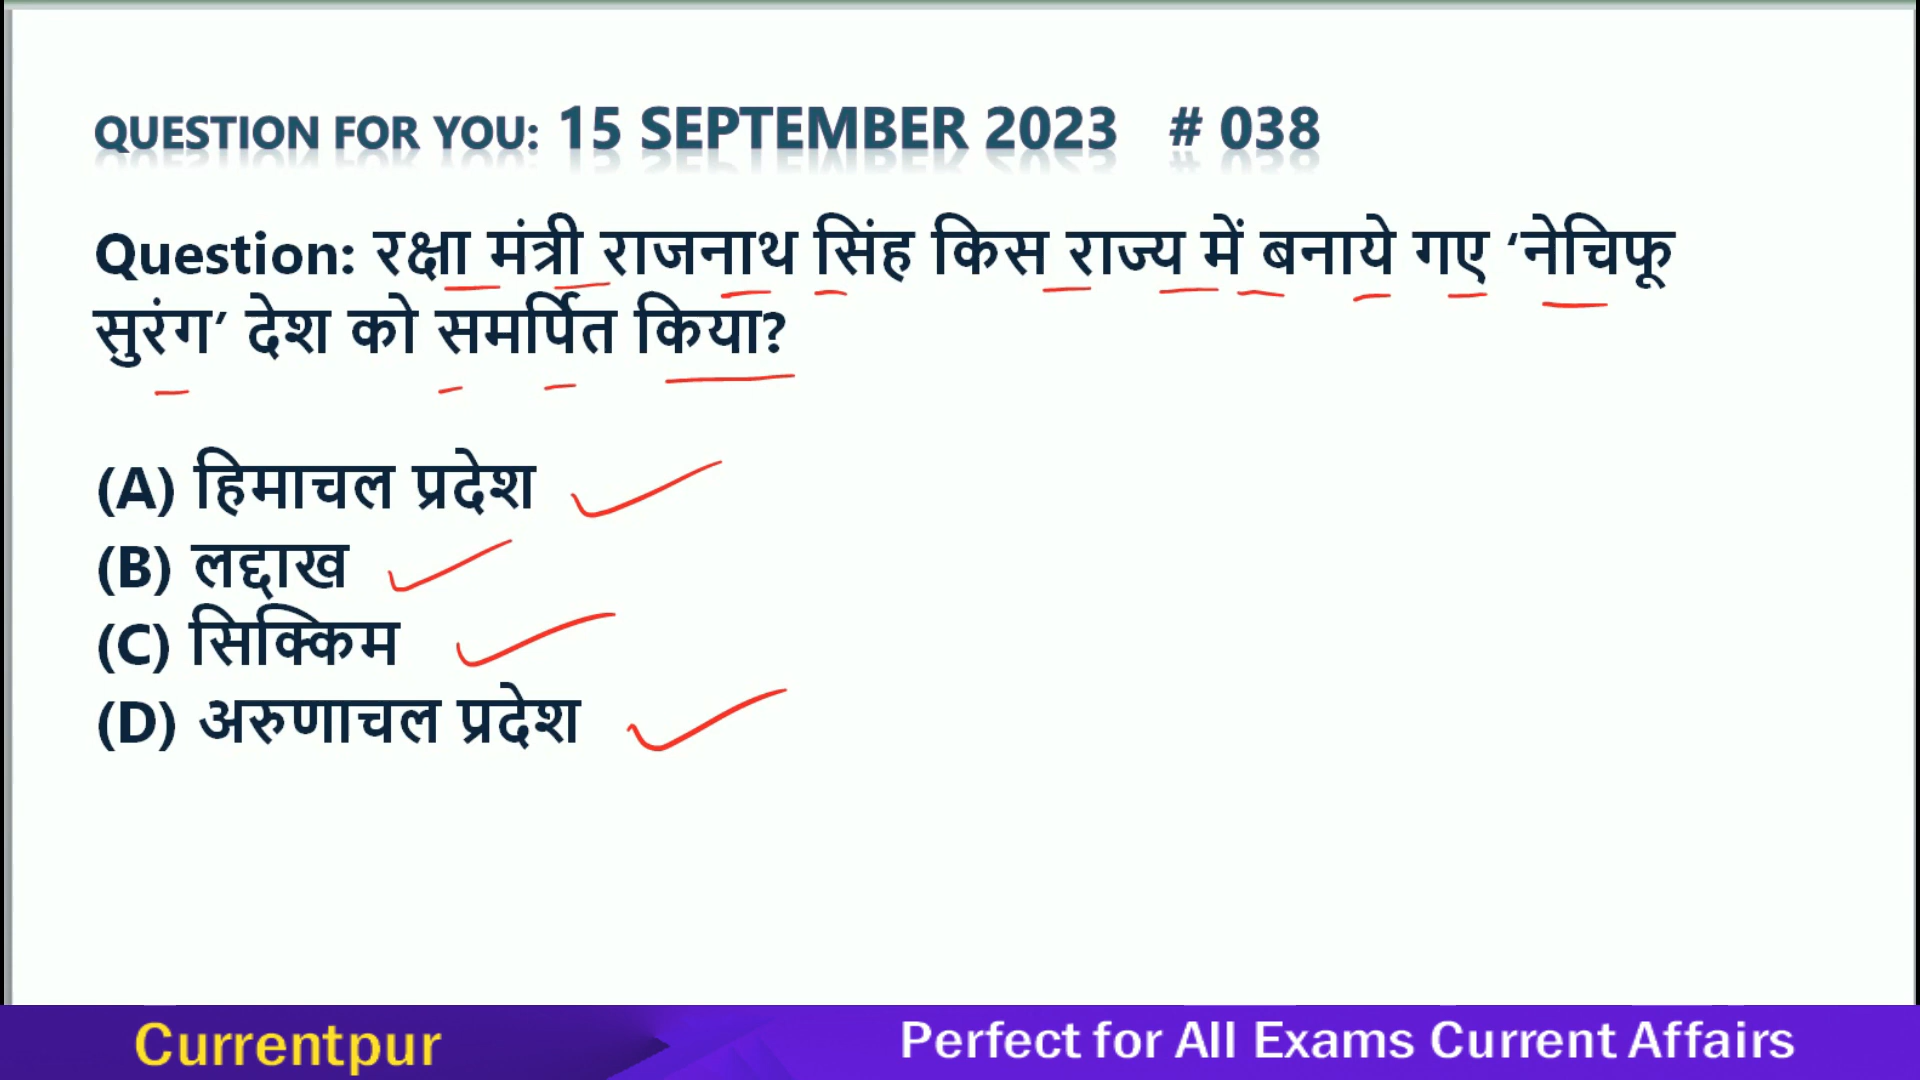 QUESTION FOR YOU: 15 SEPTEMBER 2023 # 038
Question: रक्षा मंत्री राजनाथ सिंह किस राज्य में बनाये गए ‘नेचिफू
सुरंग’ देश को समर्पित किया?
(A) हिमाचल प्रदेश
(B) लद्दाख
(C) सिक्किम
(D) अरुणाचल प्रदेश
Currentpur
Perfect for All Exams Current Affairs